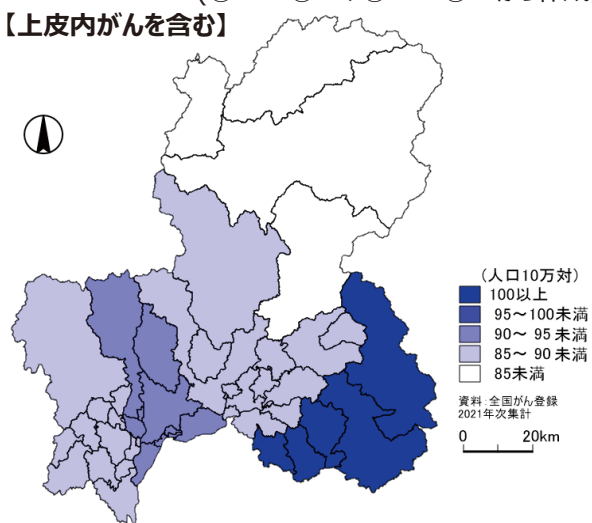 【上皮内がんを含む】
(人口10万対)
100以上
95～100未満
90～ 95未満
85～ 90未満
85未満
資料:全国がん登録
2021年次集計
0 20km